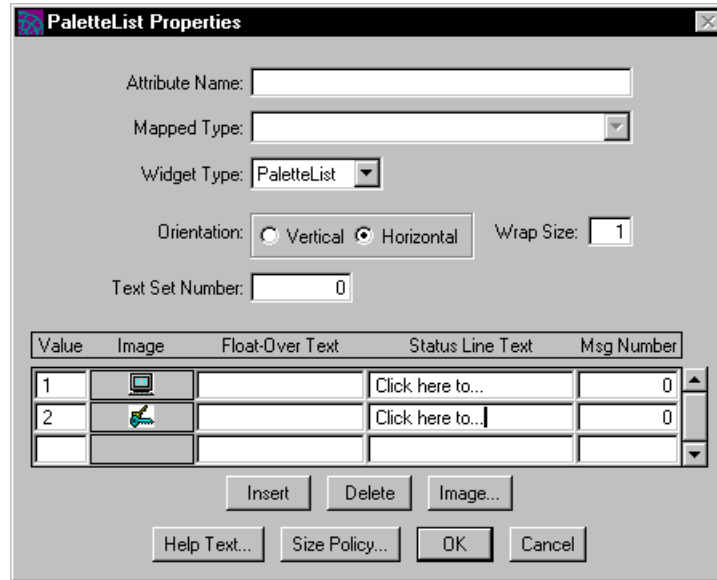 PaletteList Properties
Attribute Name:
Mapped Type:
Widget Type: PaletteList
Orientation: Vertical Horizontal Wrap Size: 1
Text Set Number: 0
Value Image Float-Over Text Status Line Text Msg Number
1 Click here to... 0
2 Click here to... 0
Insert Delete Image...
Help Text... Size Policy... OK Cancel